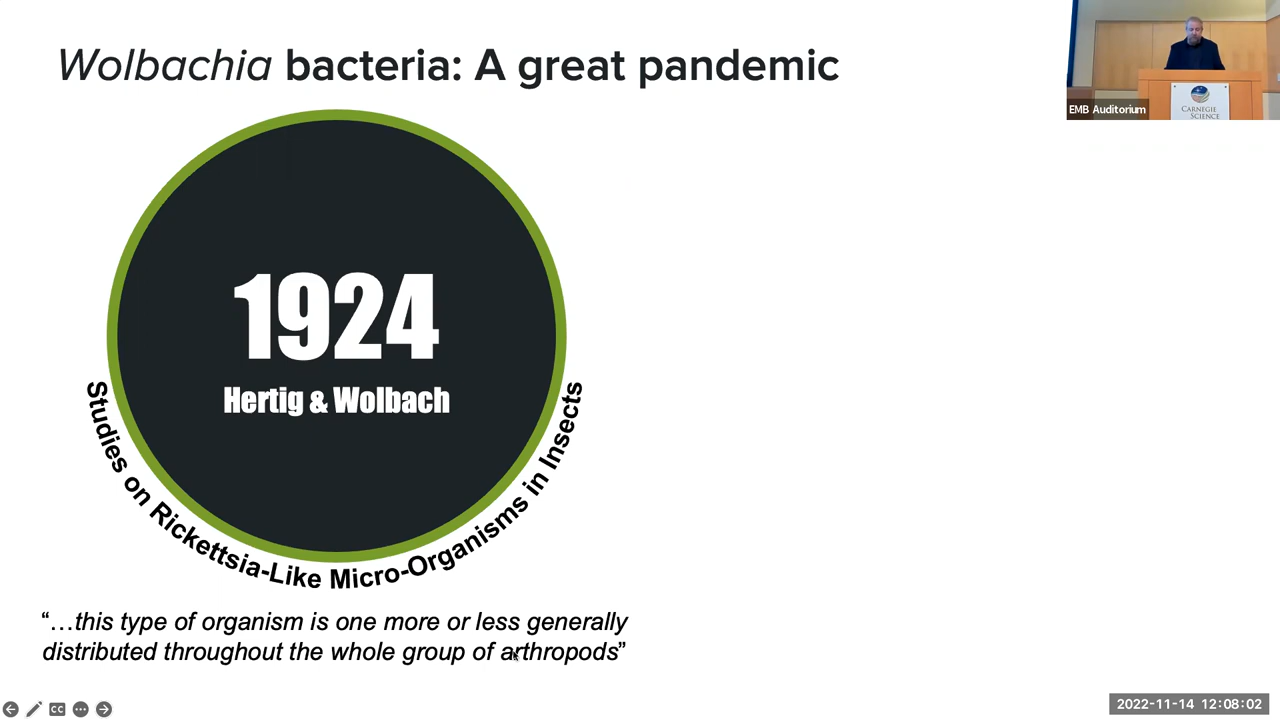 Wolbachia bacteria: A great pandemic
EMB Auditorium
CARNEGIE
SCIENCE
1924
Hertig & Wolbach
Studies on Rickettsia-Like Micro-Organisms in Insects
“…this type of organism is one more or less generally
distributed throughout the whole group of arthropods”
CC
2022-11-14 12:08:02